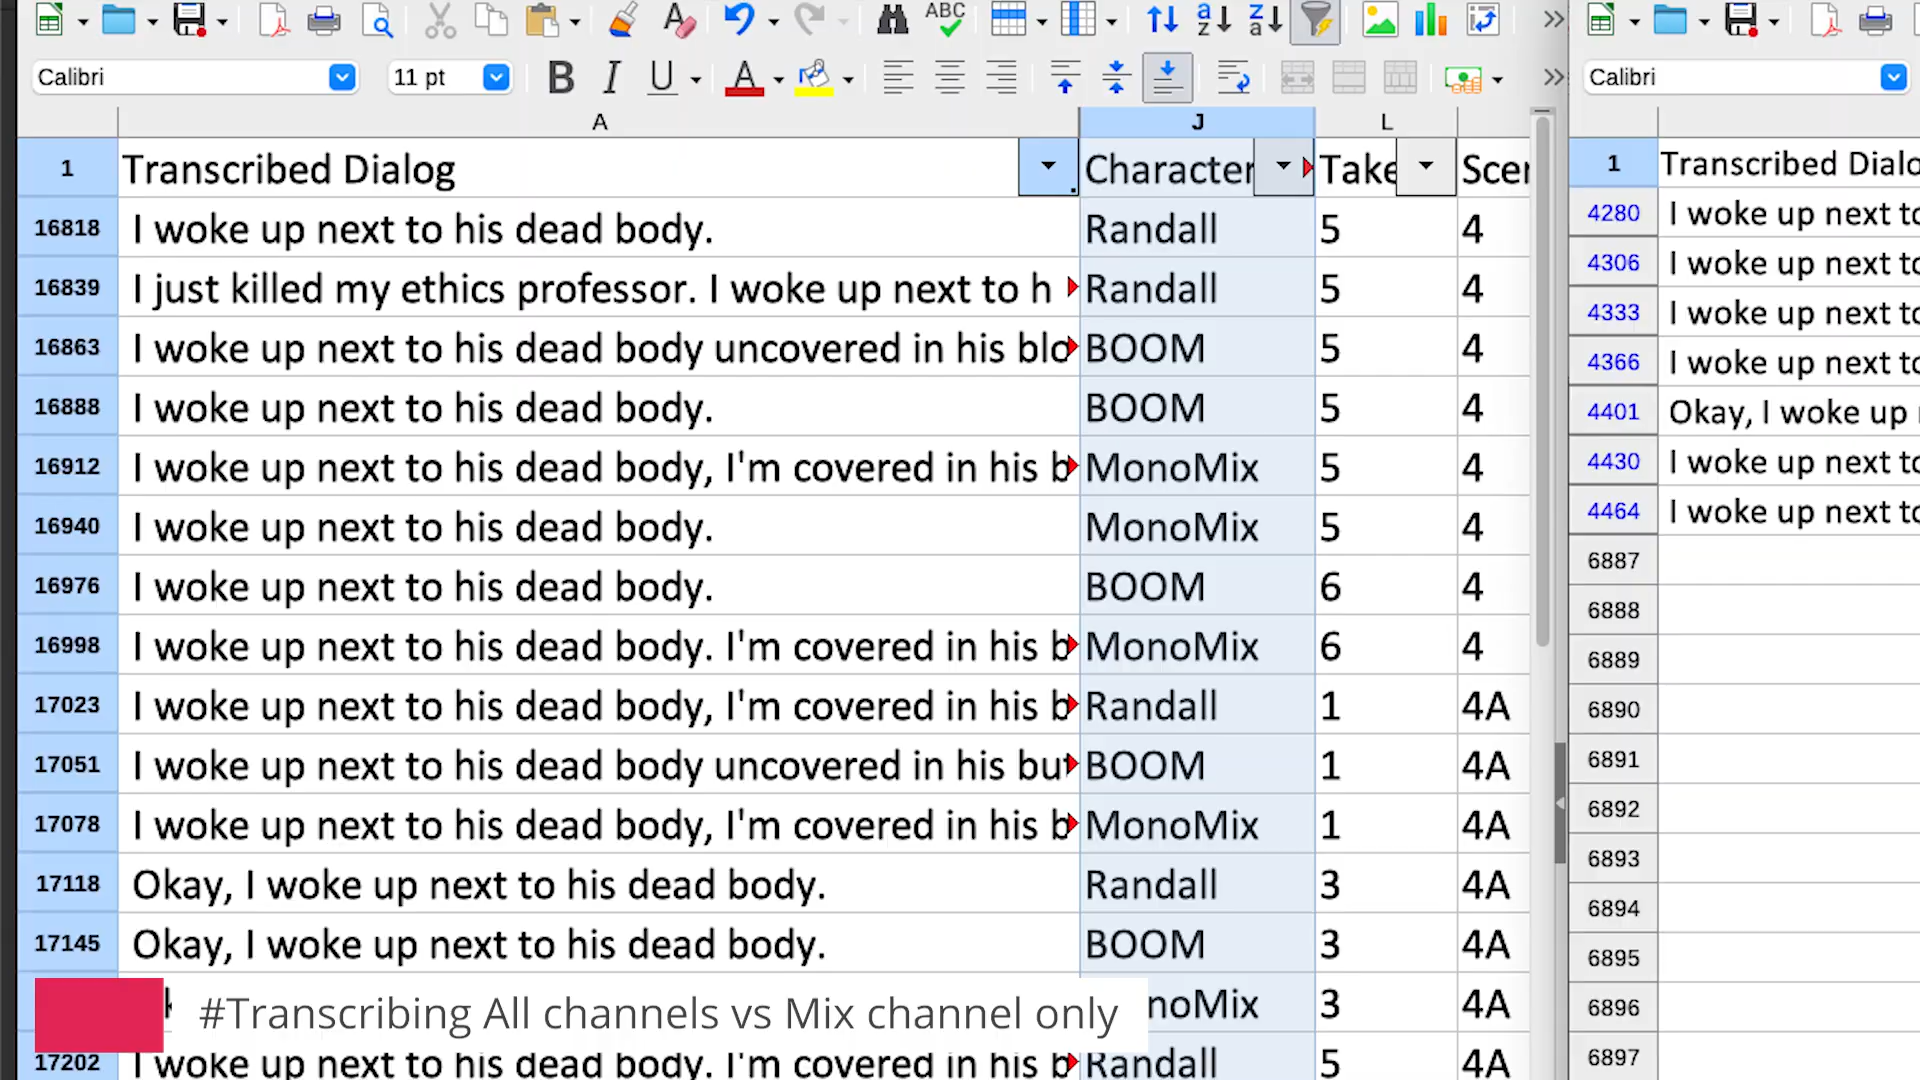 ABC
a z
z a
Calibri
11 pt
B I U A
Calibri
A J L
1 Transcribed Dialog Character Take Scer
16818 I woke up next to his dead body. Randall 5 4
16839 I just killed my ethics professor. I woke up next to h Randall 5 4
16863 I woke up next to his dead body uncovered in his blo BOOM 5 4
16888 I woke up next to his dead body. BOOM 5 4
16912 I woke up next to his dead body, I'm covered in his b MonoMix 5 4
16940 I woke up next to his dead body. MonoMix 5 4
16976 I woke up next to his dead body. BOOM 6 4
16998 I woke up next to his dead body. I'm covered in his b MonoMix 6 4
17023 I woke up next to his dead body, I'm covered in his b Randall 1 4A
17051 I woke up next to his dead body uncovered in his but BOOM 1 4A
17078 I woke up next to his dead body, I'm covered in his b MonoMix 1 4A
17118 Okay, I woke up next to his dead body. Randall 3 4A
17145 Okay, I woke up next to his dead body. BOOM 3 4A
noMix 3 4A
#Transcribing All channels vs Mix channel only
17202 I woke up next to his dead body. I'm covered in his b Randall 5 4A
1 Transcribed Dialo
4280 I woke up next to
4306 I woke up next to
4333 I woke up next to
4366 I woke up next to
4401 Okay, I woke up
4430 I woke up next to
4464 I woke up next to
6887
6888
6889
6890
6891
6892
6893
6894
6895
6896
6897